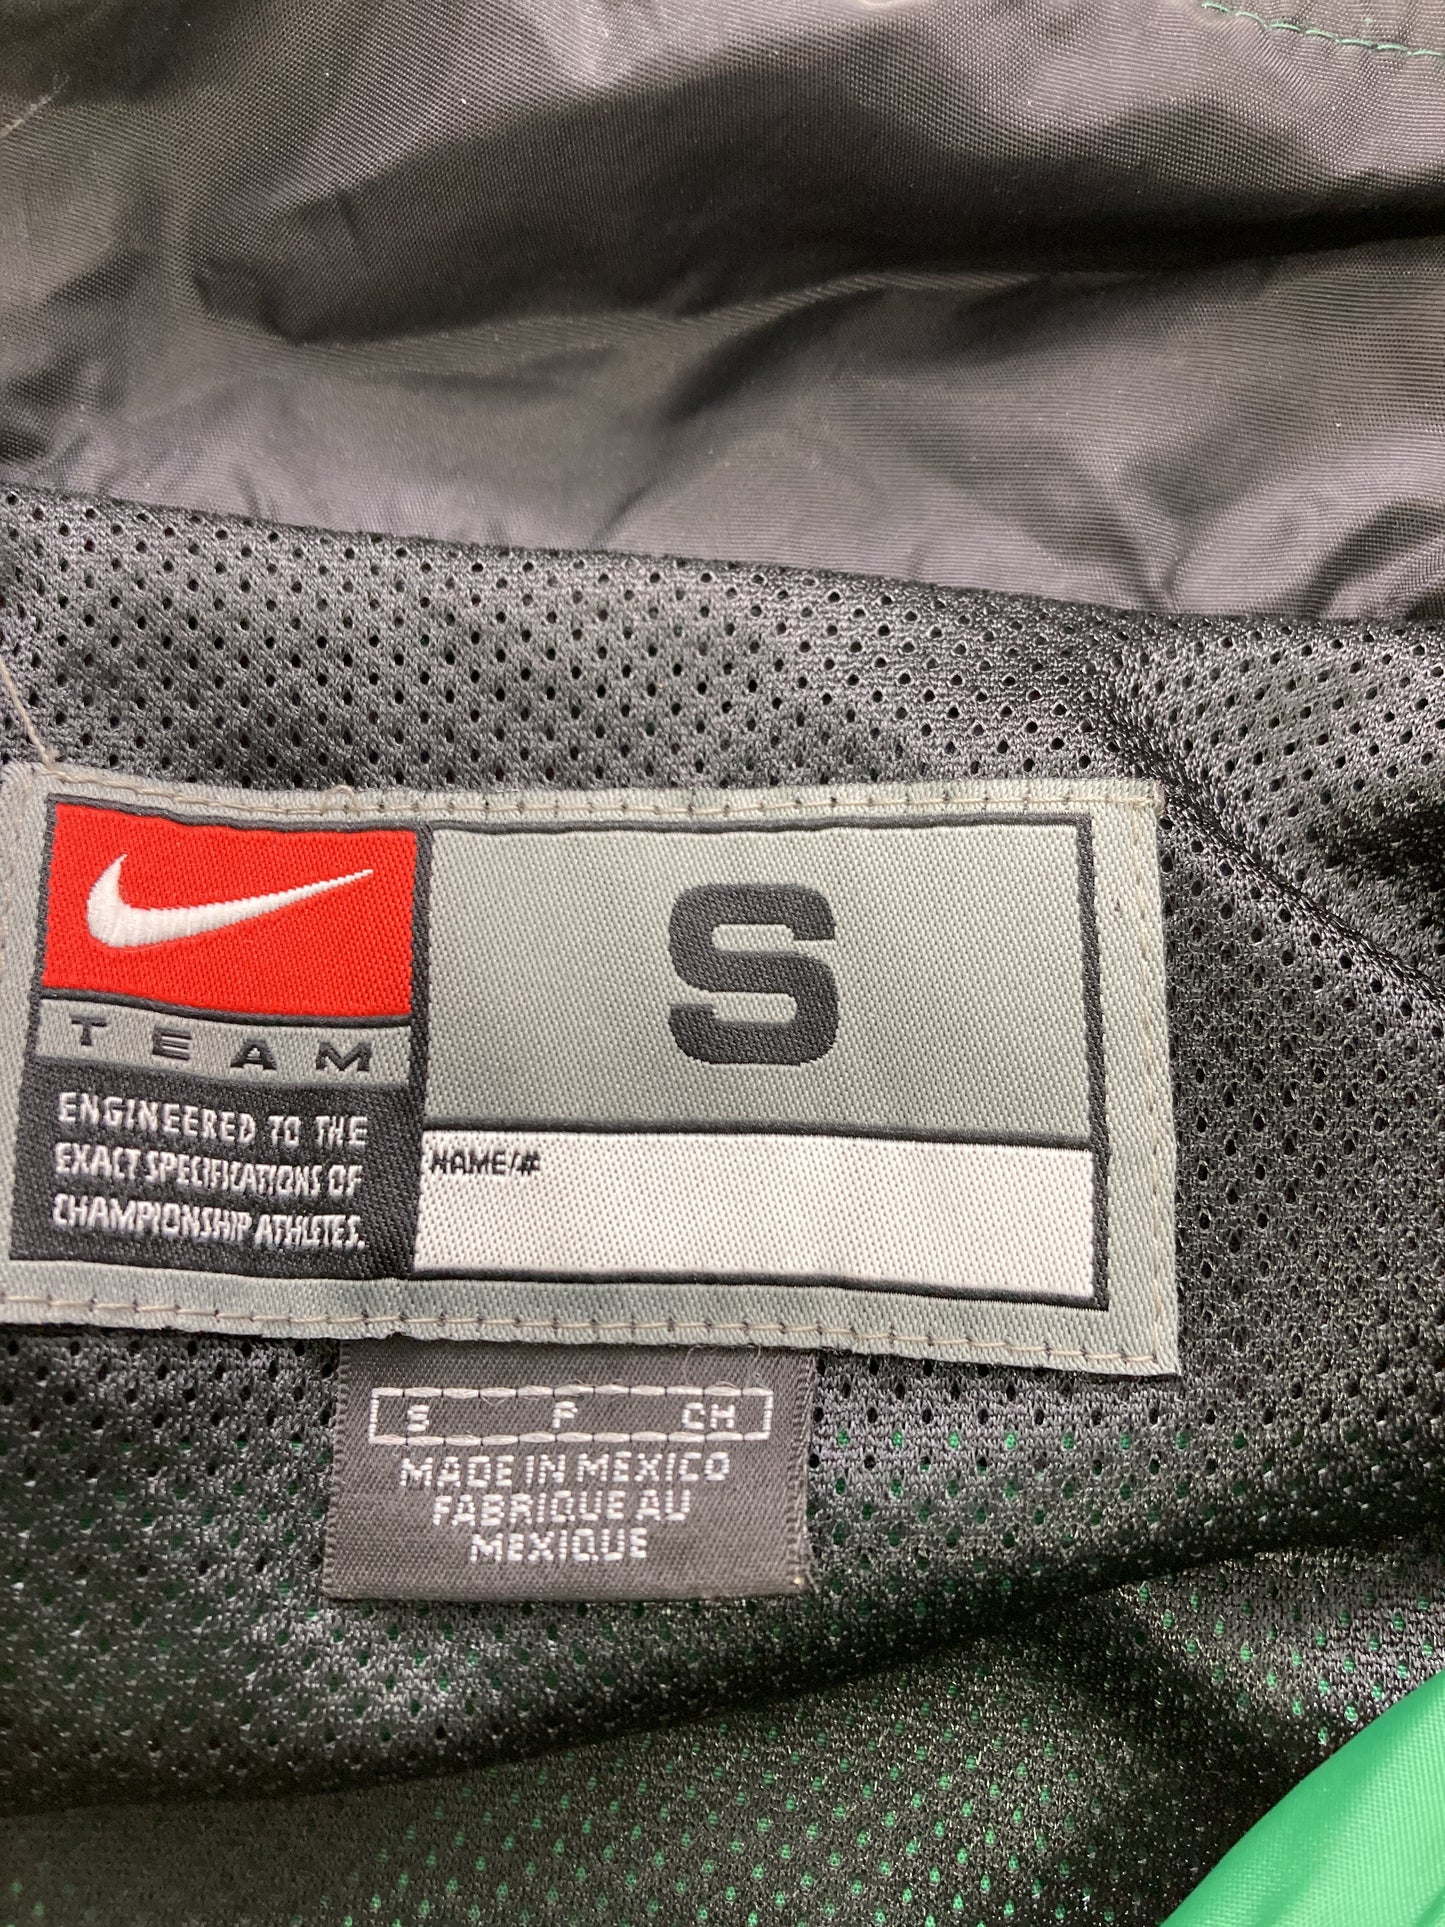 TEAM
ENGINEERED TO THE
EXACT SPECIFICATIONS OF
CHAMPIONSHIP ATHLETES.
S
NAME/#
S P CH
MADE IN MEXICO
FABRIQUE AU
MEXIQUE